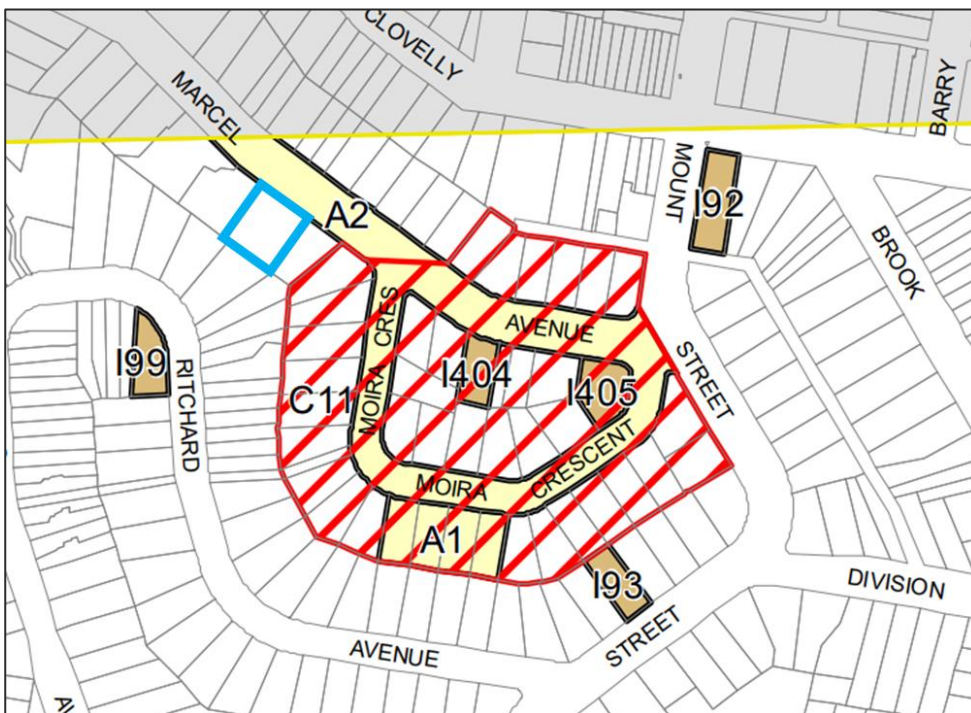 CLOVELLY
MARCEL
BARRY
MOUNT
I92
A2
BROOK
AVENUE
MOIRA CRES
STREET
I99
RITCHARD
I404
I405
C11
CRESCENT
MOIRA
A1
I93
DIVISION
STREET
AVENUE